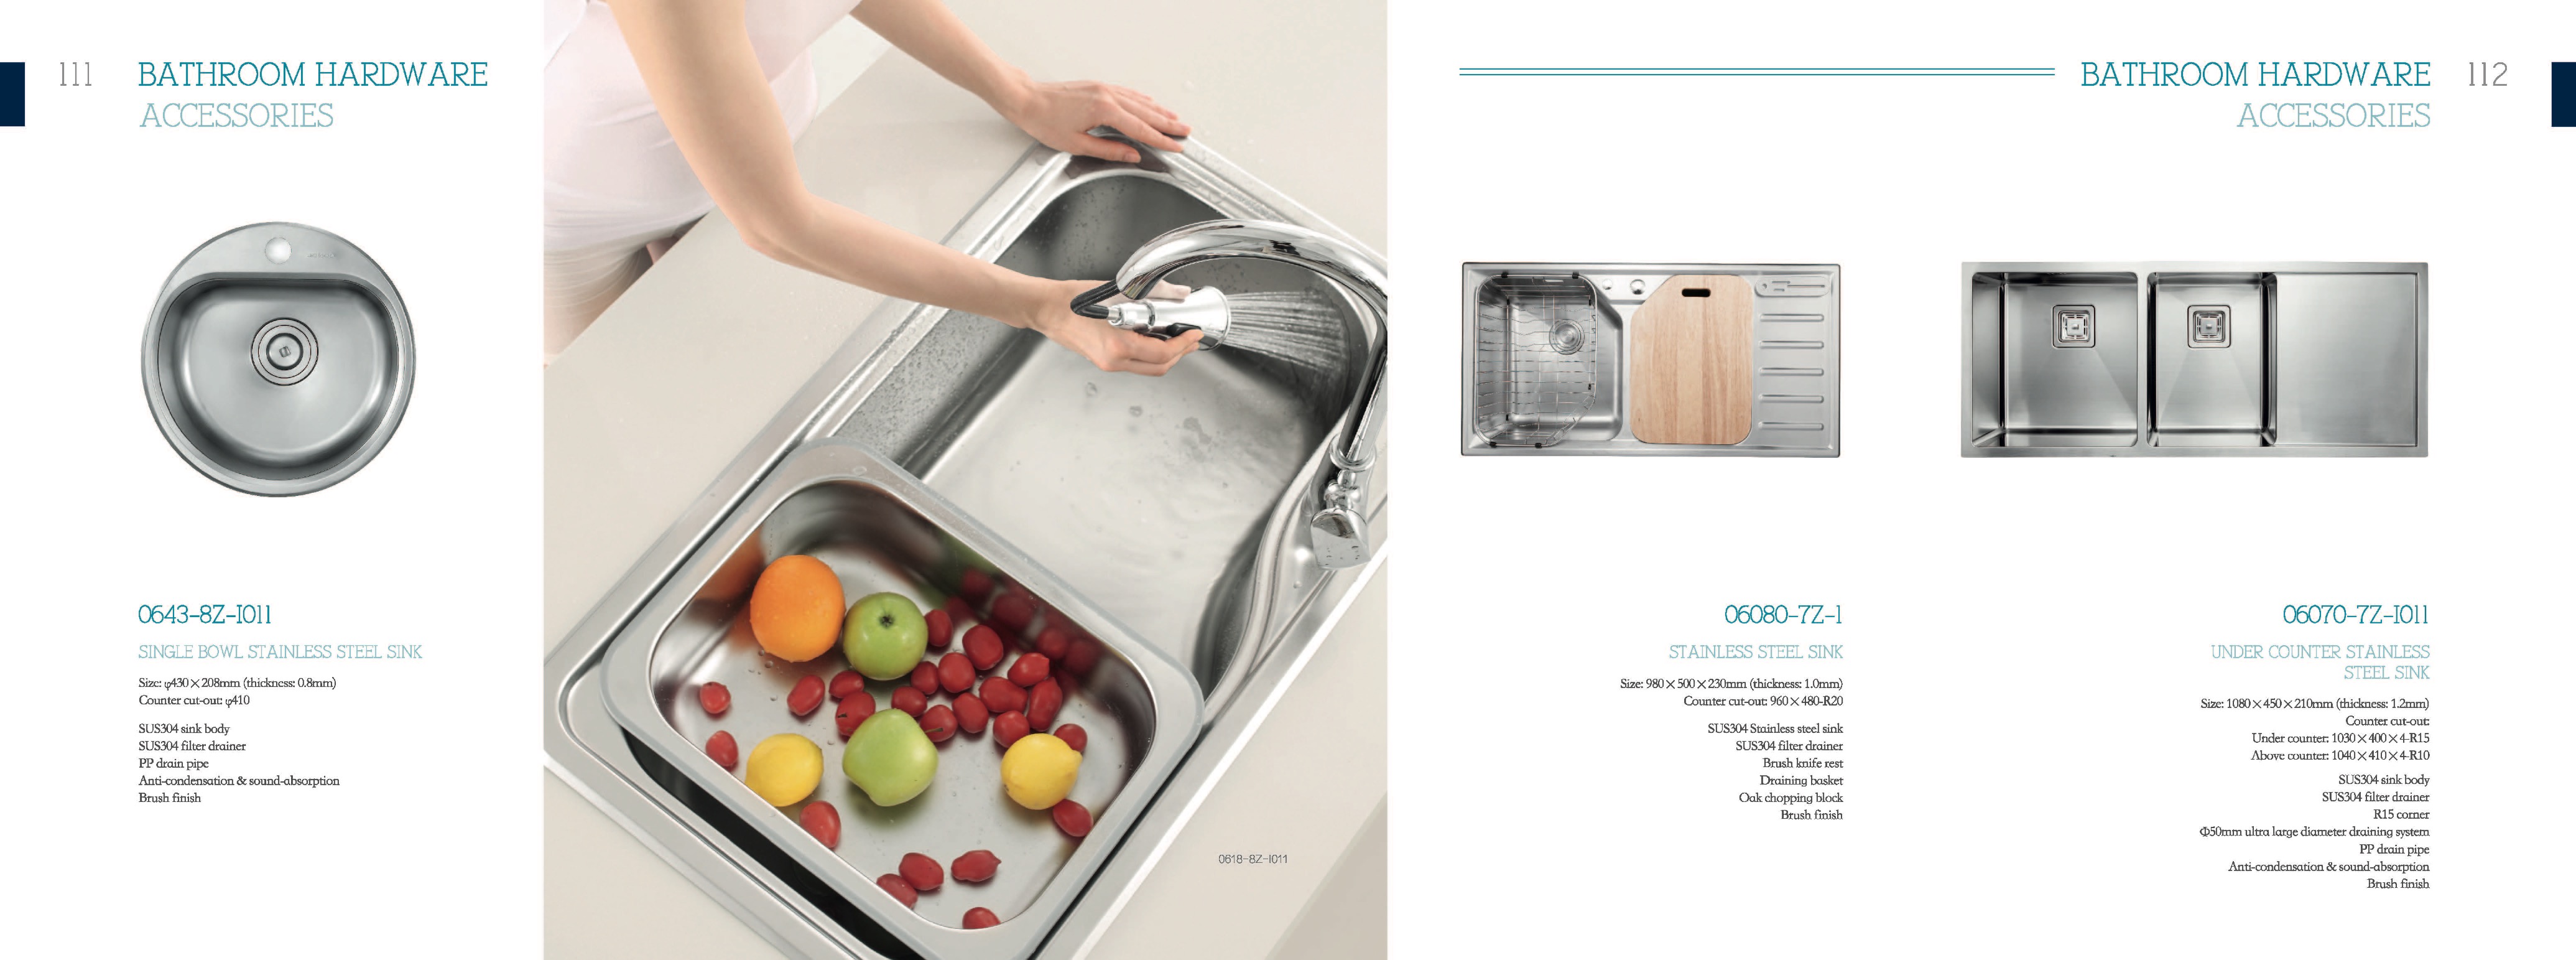 111
BATHROOM HARDWARE
ACCESSORIES
0643-8Z-I011
SINGLE BOWL STAINLESS STEEL SINK
Size: φ430×208mm (thickness: 0.8mm)
Counter cut-out: φ410
SUS304 sink body
SUS304 filter drainer
PP drain pipe
Anti-condensation & sound-absorption
Brush finish
0618-8Z-I011
BATHROOM HARDWARE
ACCESSORIES
112
06080-7Z-1
STAINLESS STEEL SINK
Size: 980×500×230mm (thickness: 1.0mm)
Counter cut-out: 960×480-R20
SUS304 Stainless steel sink
SUS304 filter drainer
Brush knife rest
Draining basket
Oak chopping block
Brush finish
06070-7Z-I011
UNDER COUNTER STAINLESS
STEEL SINK
Size: 1080×450×210mm (thickness: 1.2mm)
Counter cut-out:
Under counter: 1030×400×4-R15
Above counter: 1040×410×4-R10
SUS304 sink body
SUS304 filter drainer
R15 corner
Φ50mm ultra large diameter draining system
PP drain pipe
Anti-condensation & sound-absorption
Brush finish